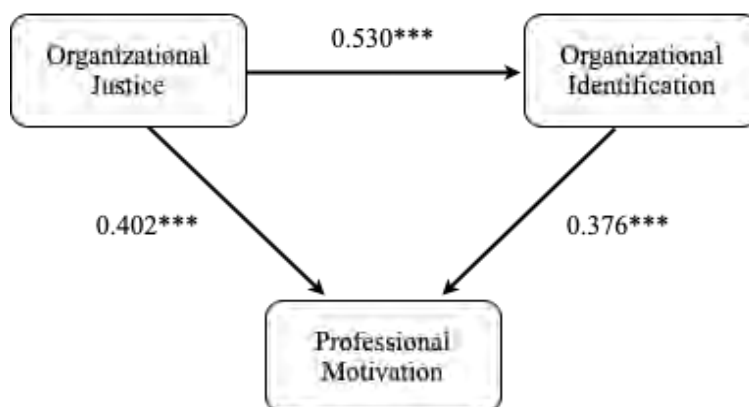 0.530***
Organizational
Justice
Organizational
Identification
0.402***
0.376***
Professional
Motivation